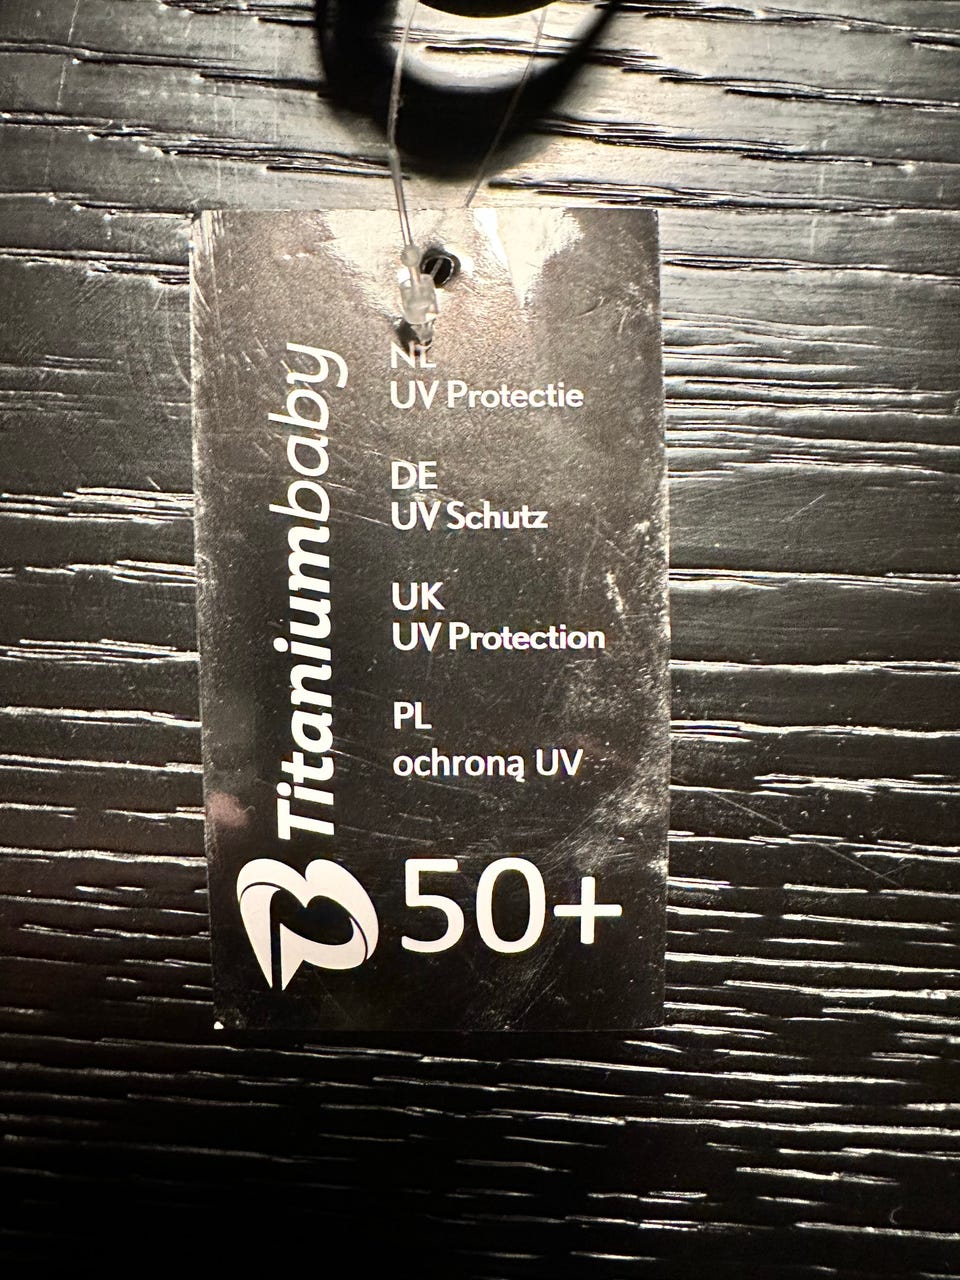 Titaniumbaby
NL
UV Protectie
DE
UV Schutz
UK
UV Protection
PL
ochroną UV
50+